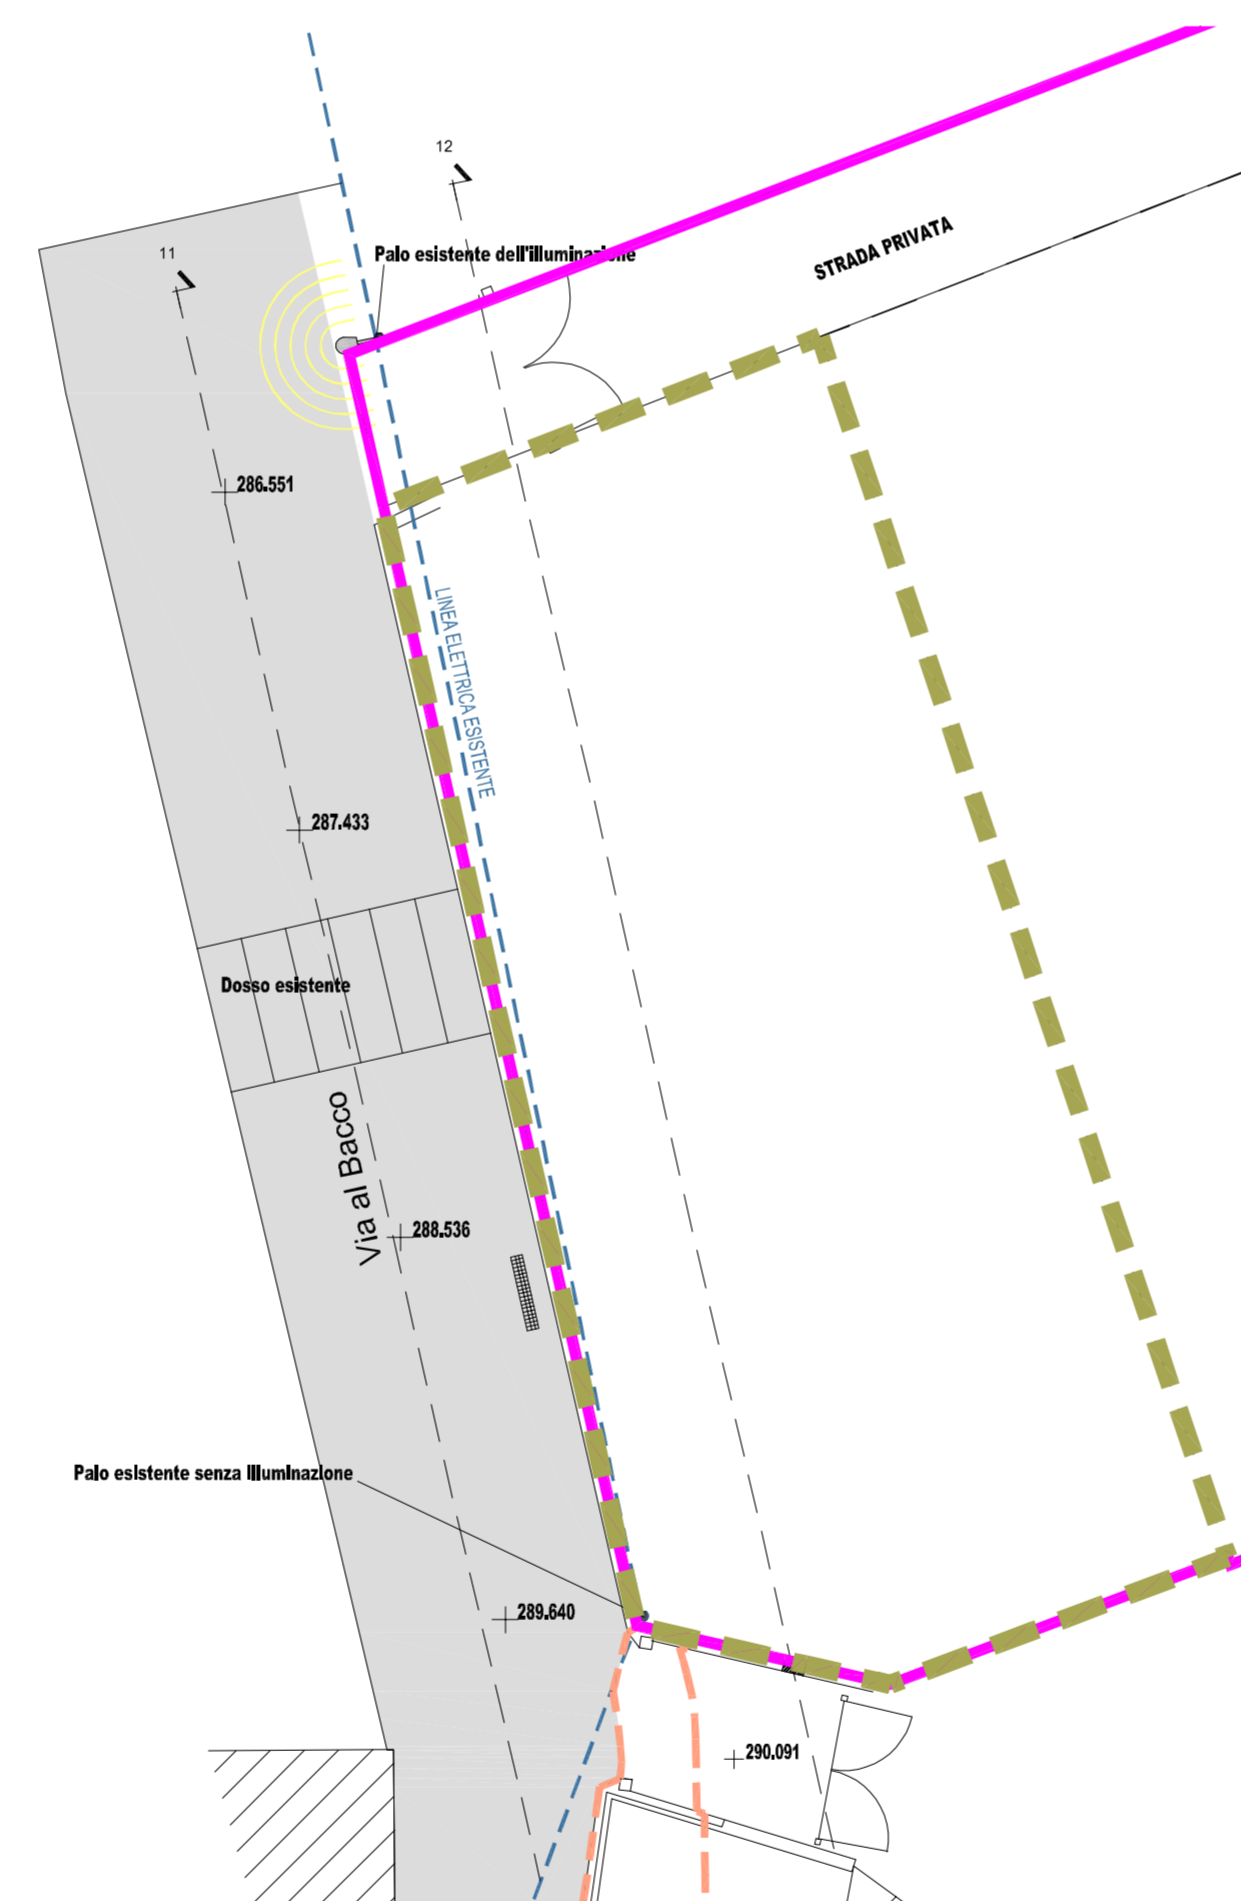 12
STRADA PRIVATA
11
Palo esistente dell'illuminazione
286.551
LINEA ELETTRICA ESISTENTE
287.433
Dosso esistente
Via al Bacco
288.536
Palo esistente senza illuminazione
289.640
290.091